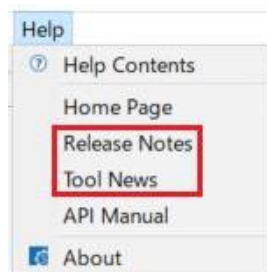 Help
Help Contents
Home Page
Release Notes
Tool News
API Manual
About